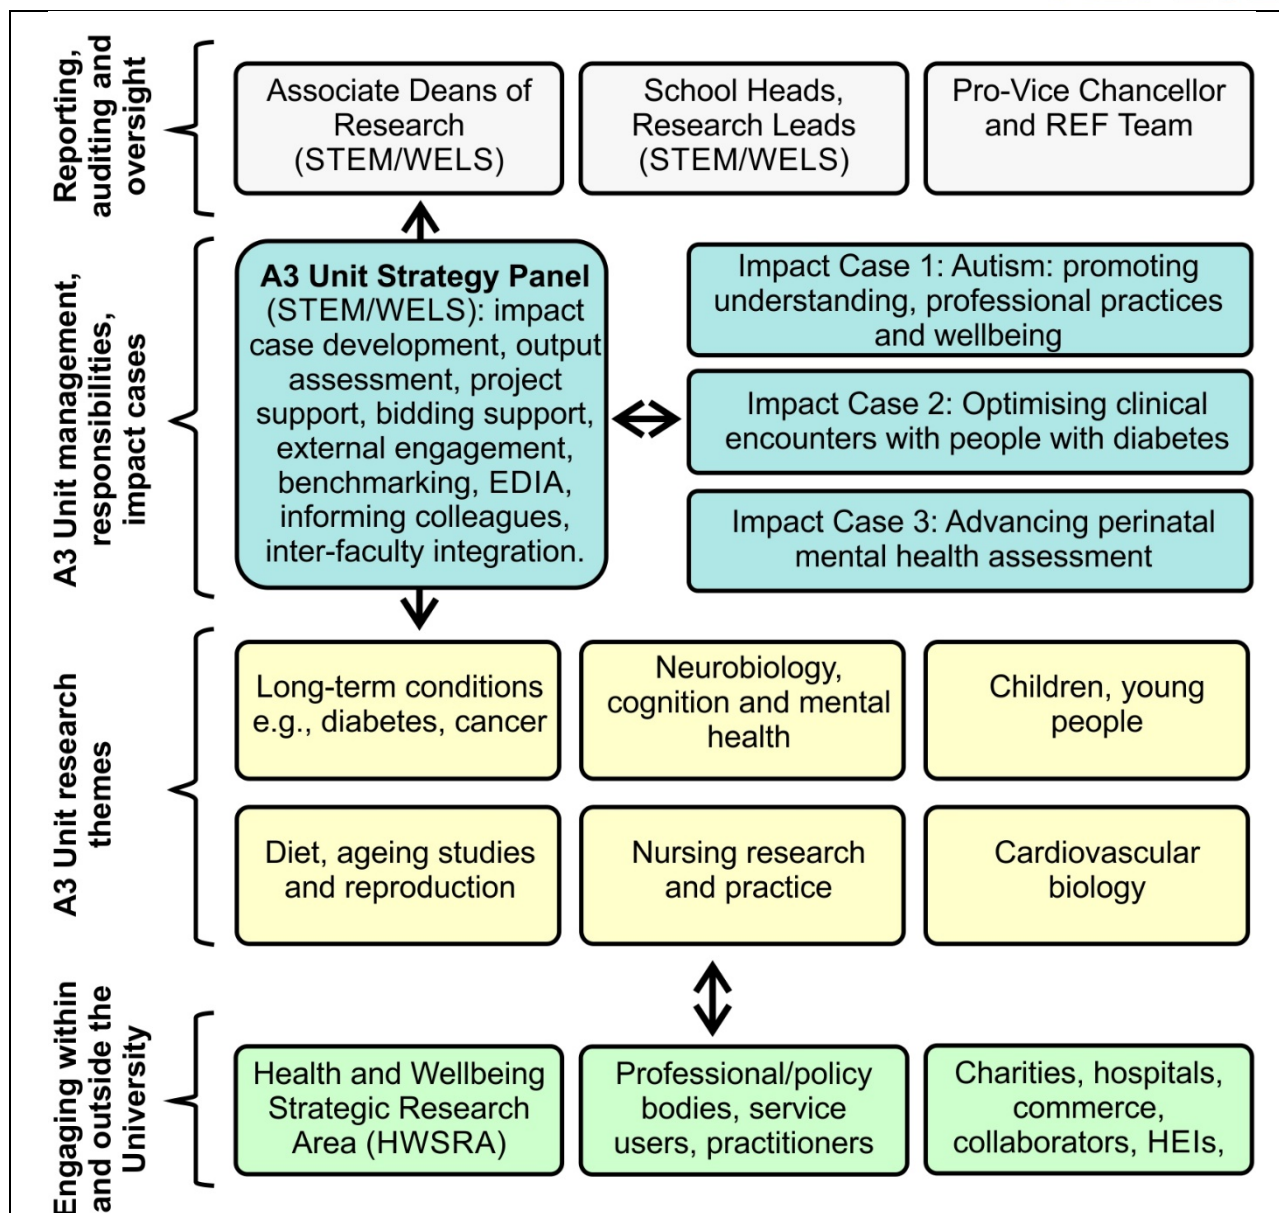 Reporting,
auditing and
oversight
Associate Deans of
Research
(STEM/WELS)
School Heads,
Research Leads
(STEM/WELS)
Pro-Vice Chancellor
and REF Team
A3 Unit management,
responsibilities,
impact cases
A3 Unit Strategy Panel
(STEM/WELS): impact
case development, output
assessment, project
support, bidding support,
external engagement,
benchmarking, EDIA,
informing colleagues,
inter-faculty integration.
Impact Case 1: Autism: promoting
understanding, professional practices
and wellbeing
Impact Case 2: Optimising clinical
encounters with people with diabetes
Impact Case 3: Advancing perinatal
mental health assessment
A3 Unit research
themes
Long-term conditions
e.g., diabetes, cancer
Neurobiology,
cognition and mental
health
Children, young
people
Diet, ageing studies
and reproduction
Nursing research
and practice
Cardiovascular
biology
Engaging within
and outside the
University
Health and Wellbeing
Strategic Research
Area (HWSRA)
Professional/policy
bodies, service
users, practitioners
Charities, hospitals,
commerce,
collaborators, HEIs,